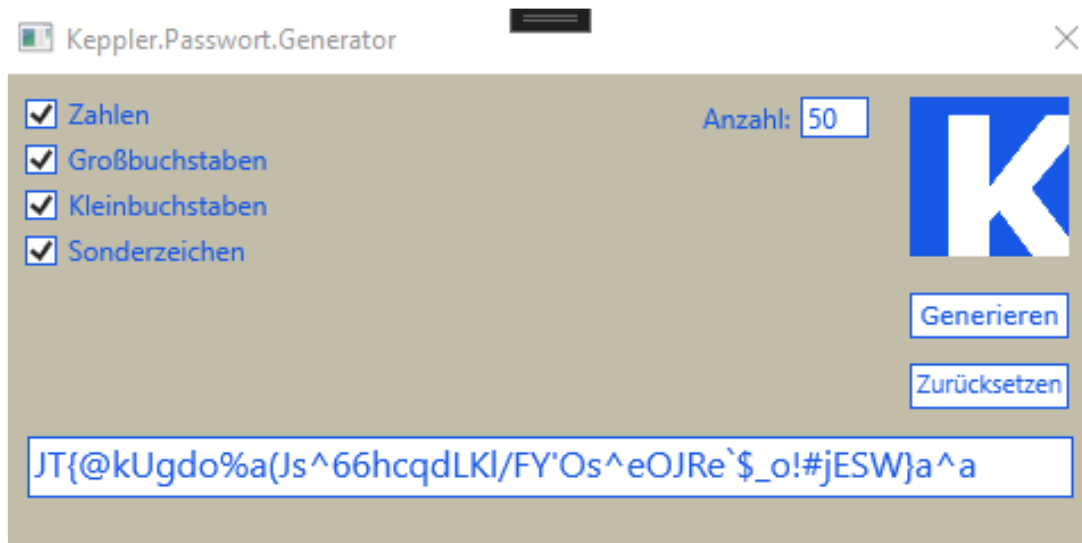 Keppler.Passwort.Generator
Zahlen
Anzahl: 50
Großbuchstaben
Kleinbuchstaben
Sonderzeichen
K
Generieren
Zurücksetzen
JT{@kUgdo%a(Js^66hcqdLKl/FY'Os^eOJRe`$_o!#jESW}a^a